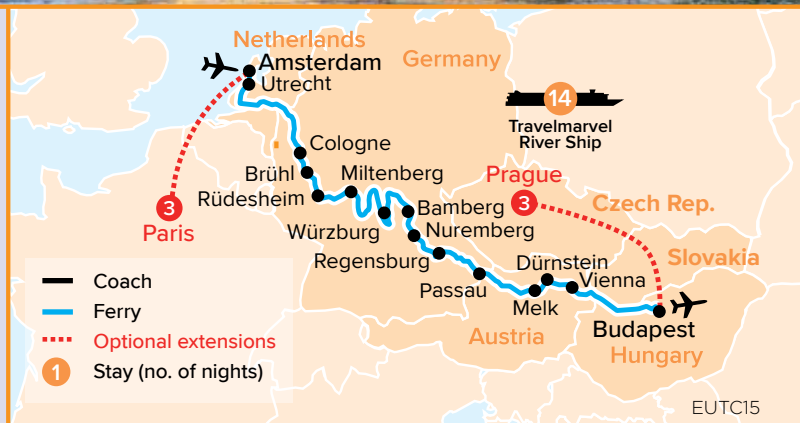 Netherlands
Amsterdam
Utrecht
Germany
14
Travelmarvel
River Ship
Cologne
Brühl
Miltenberg
Rüdesheim
Prague
3
Czech Rep.
3
Paris
Bamberg
Würzburg
Nuremberg
Regensburg
Slovakia
Dürnstein
Passau
Vienna
Melk
Budapest
Austria
Hungary
Coach
Ferry
Optional extensions
1 Stay (no. of nights)
EUTC15